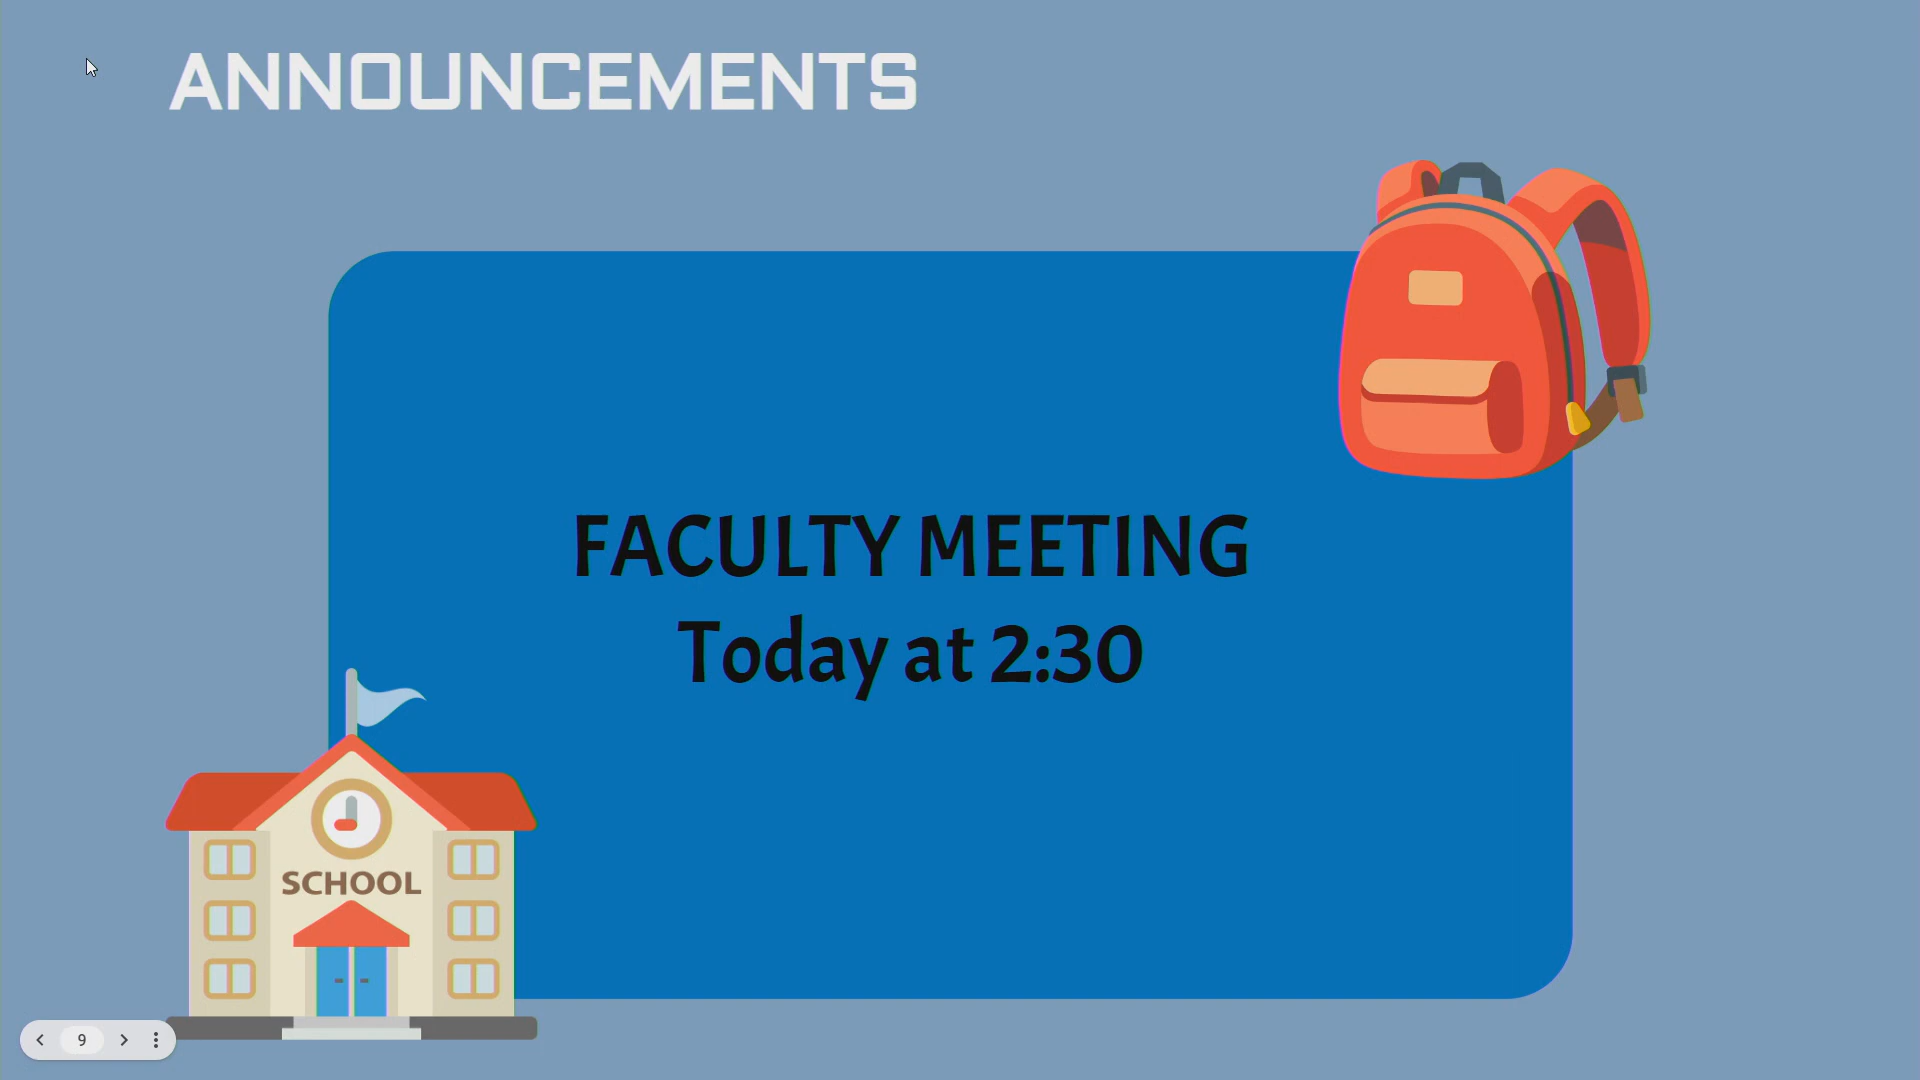 ANNOUNCEMENTS
FACULTY MEETING
Today at 2:30
SCHOOL
9